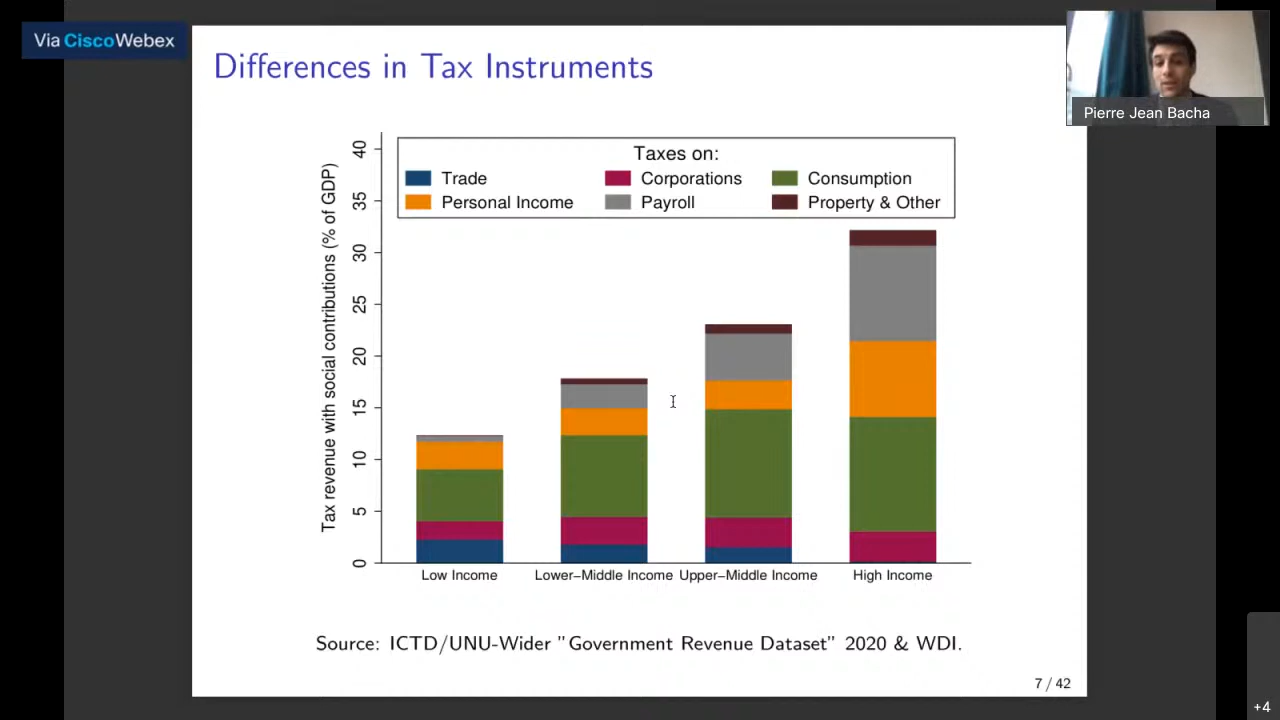 Via Cisco Webex
Differences in Tax Instruments
Pierre Jean Bacha
Taxes on:
Trade
Corporations
Consumption
Personal Income
Payroll
Property & Other
Tax revenue with social contributions (% of GDP)
40
35
30
25
20
15
10
5
0
Low Income
Lower−Middle Income
Upper−Middle Income
High Income
Source: ICTD/UNU-Wider "Government Revenue Dataset" 2020 & WDI.
7 / 42
+4